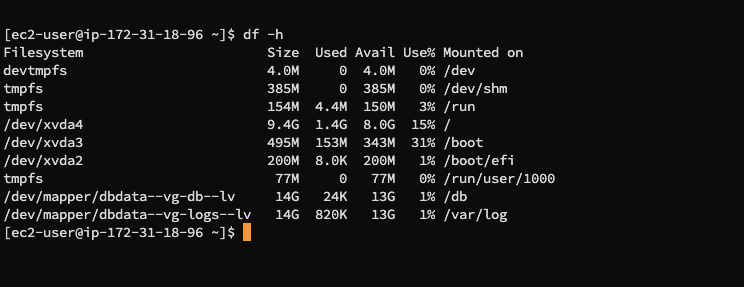 [ec2-user@ip-172-31-18-96 ~]$ df -h
Filesystem                        Size  Used Avail Use% Mounted on
devtmpfs                          4.0M     0  4.0M   0% /dev
tmpfs                             385M     0  385M   0% /dev/shm
tmpfs                             154M  4.4M  150M   3% /run
/dev/xvda4                        9.4G  1.4G  8.0G  15% /
/dev/xvda3                        495M  153M  343M  31% /boot
/dev/xvda2                        200M  8.0K  200M   1% /boot/efi
tmpfs                              77M     0   77M   0% /run/user/1000
/dev/mapper/dbdata--vg-db--lv      14G   24K   13G   1% /db
/dev/mapper/dbdata--vg-logs--lv    14G  820K   13G   1% /var/log
[ec2-user@ip-172-31-18-96 ~]$